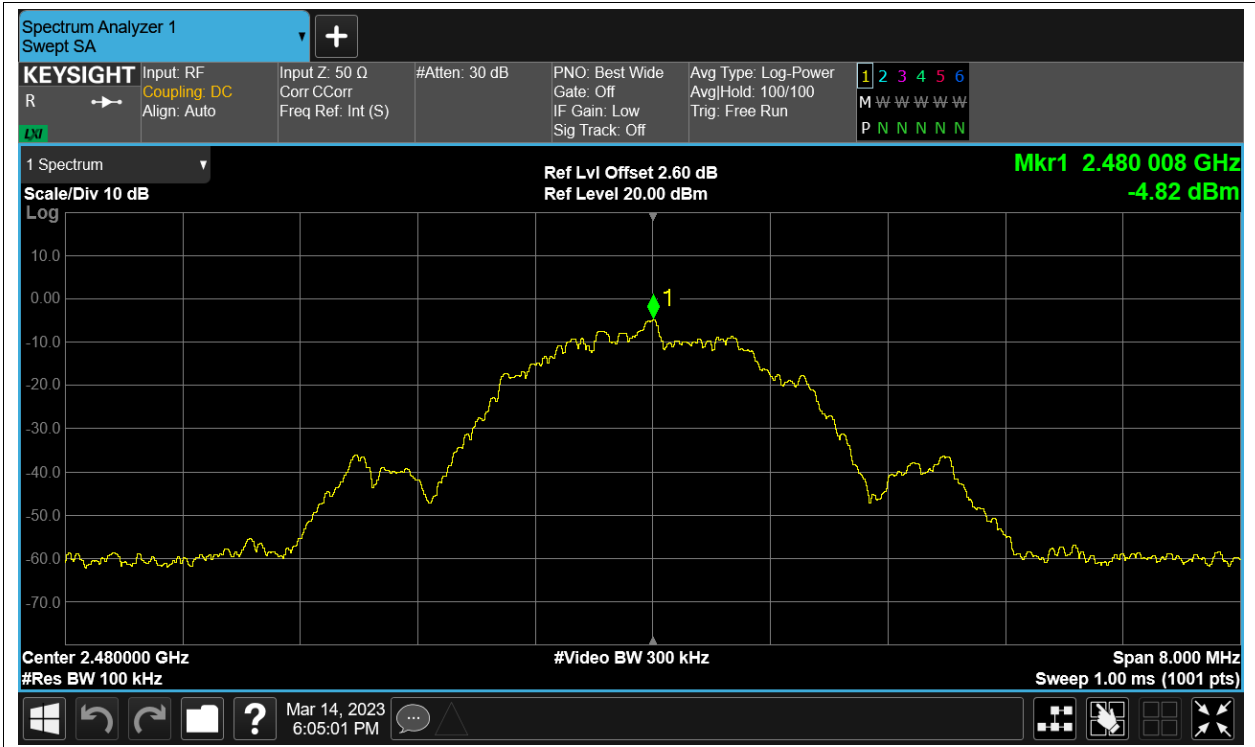 Spectrum Analyzer 1
Swept SA
KEYSIGHT
R
LXI
Input: RF
Coupling: DC
Align: Auto
Input Z: 50 Ω
Corr CCorr
Freq Ref: Int (S)
#Atten: 30 dB
PNO: Best Wide
Gate: Off
IF Gain: Low
Sig Track: Off
Avg Type: Log-Power
Avg|Hold: 100/100
Trig: Free Run
1 2 3 4 5 6
M W W W W W
P N N N N N
1 Spectrum
Scale/Div 10 dB
Log
Ref Lvl Offset 2.60 dB
Ref Level 20.00 dBm
Mkr1 2.480 008 GHz
-4.82 dBm
10.0
0.00
1
-10.0
-20.0
-30.0
-40.0
-50.0
-60.0
-70.0
Center 2.480000 GHz
#Video BW 300 kHz
Span 8.000 MHz
#Res BW 100 kHz
Sweep 1.00 ms (1001 pts)
?
Mar 14, 2023
6:05:01 PM